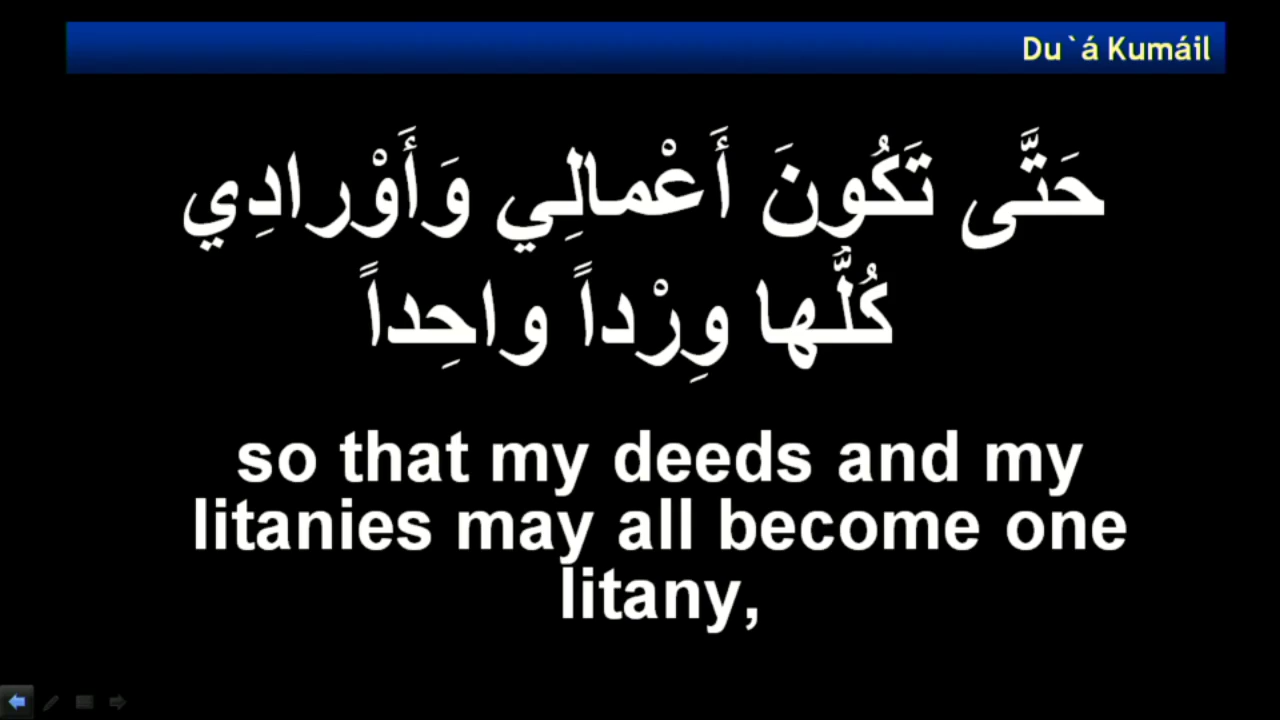 Du`á Kumáil
حَتَّى تَكُونَ أَعْمالِي وَأَوْرادِي
كُلُّها وِرْداً واحِداً
so that my deeds and my
litanies may all become one
litany,